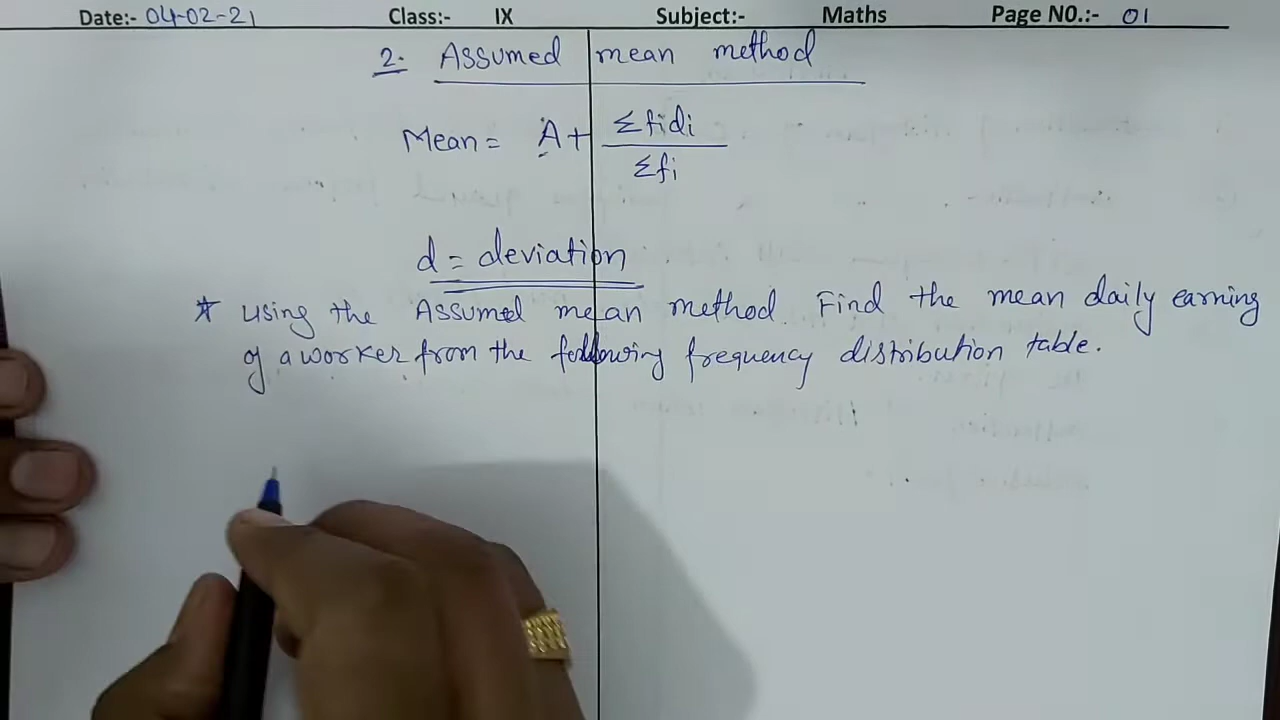 Date:- 04-02-21 Class:- IX Subject:- Maths Page NO.:- 01
2. Assumed mean method
Mean = A+ Σfidi
Σfi
d = deviation
* Using the Assumed mean method. Find the mean daily earning
of a worker from the following frequency distribution table.